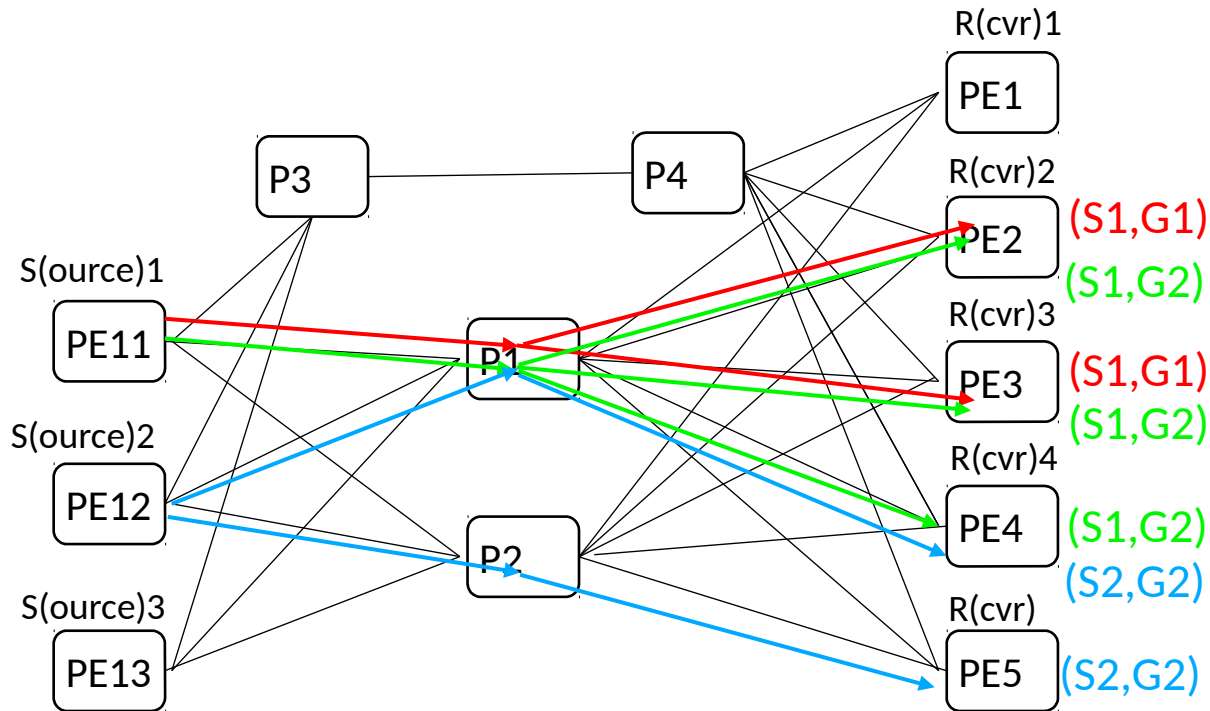 R(cvr)1
PE1
P3
P4
R(cvr)2
PE2
(S1,G1)
(S1,G2)
S(ource)1
PE11
P1
R(cvr)3
PE3
(S1,G1)
(S1,G2)
S(ource)2
PE12
P2
R(cvr)4
PE4
(S1,G2)
(S2,G2)
S(ource)3
PE13
R(cvr)
PE5
(S2,G2)